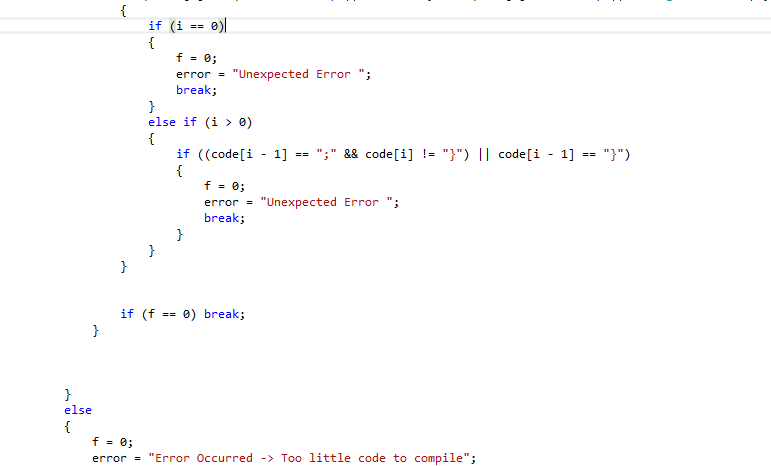 {
if (i == 0)
{
f = 0;
error = "Unexpected Error ";
break;
}
else if (i > 0)
{
if ((code[i - 1] == ";" && code[i] != "}") || code[i - 1] == "}")
{
f = 0;
error = "Unexpected Error ";
break;
}
}
}
if (f == 0) break;
}
}
else
{
f = 0;
error = "Error Occurred -> Too little code to compile";